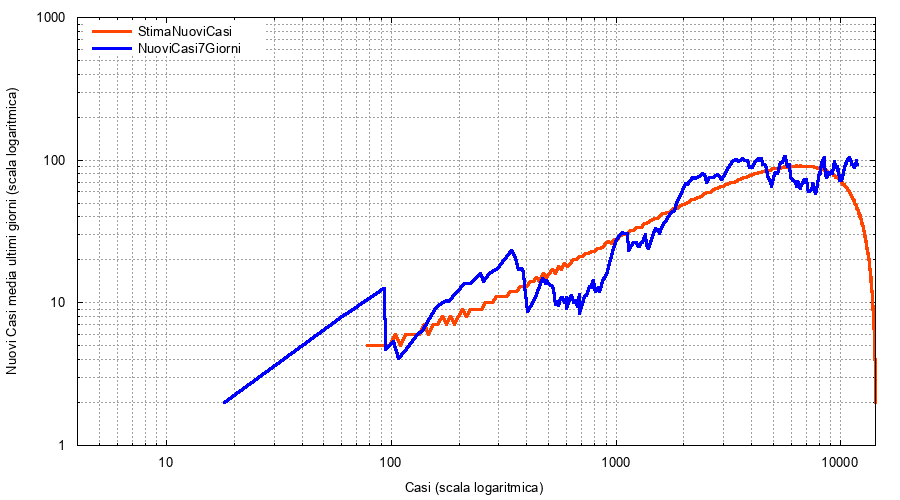 1000
StimaNuoviCasi
NuoviCasi7Giorni
100
10
1
10
100
1000
10000
Nuovi Casi media ultimi giorni (scala logaritmica)
Casi (scala logaritmica)